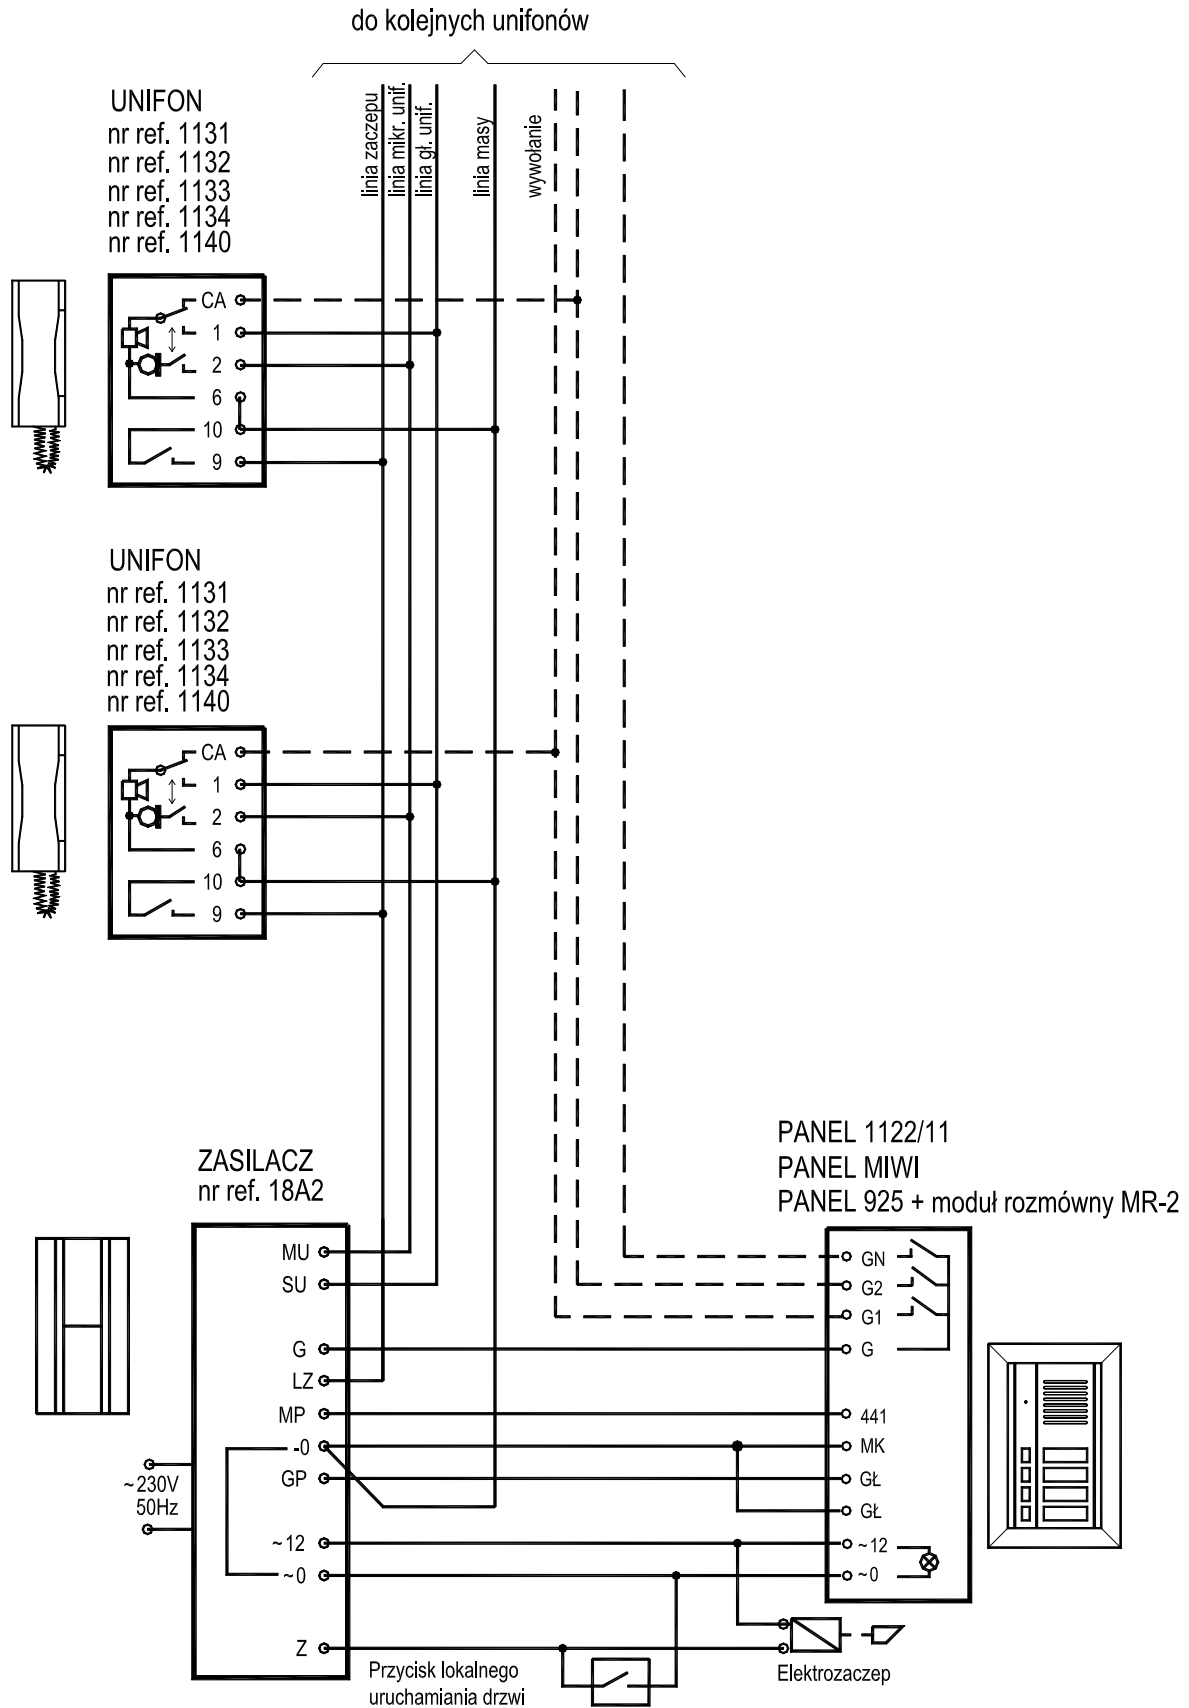 do kolejnych unifonów
linia zaczepu
linia mikr. unif.
linia gł. unif.
linia masy
wywołanie
UNIFON
nr ref. 1131
nr ref. 1132
nr ref. 1133
nr ref. 1134
nr ref. 1140
CA
1
2
6
10
9
UNIFON
nr ref. 1131
nr ref. 1132
nr ref. 1133
nr ref. 1134
nr ref. 1140
CA
1
2
6
10
9
ZASILACZ
nr ref. 18A2
MU
SU
G
LZ
MP
-0
GP
~12
~0
Z
~230V
50Hz
PANEL 1122/11
PANEL MIWI
PANEL 925 + moduł rozmówny MR-2
GN
G2
G1
G
441
MK
GŁ
GŁ
~12
~0
Przycisk lokalnego
uruchamiania drzwi
Elektrozaczep